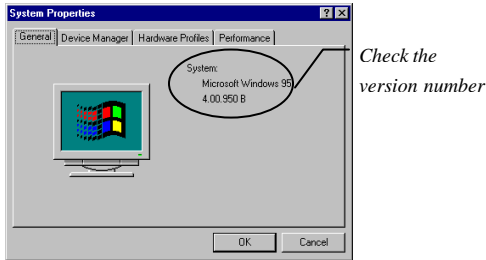 System Properties
General Device Manager Hardware Profiles Performance
System:
Microsoft Windows 95
4.00.950 B
Check the
version number
OK Cancel